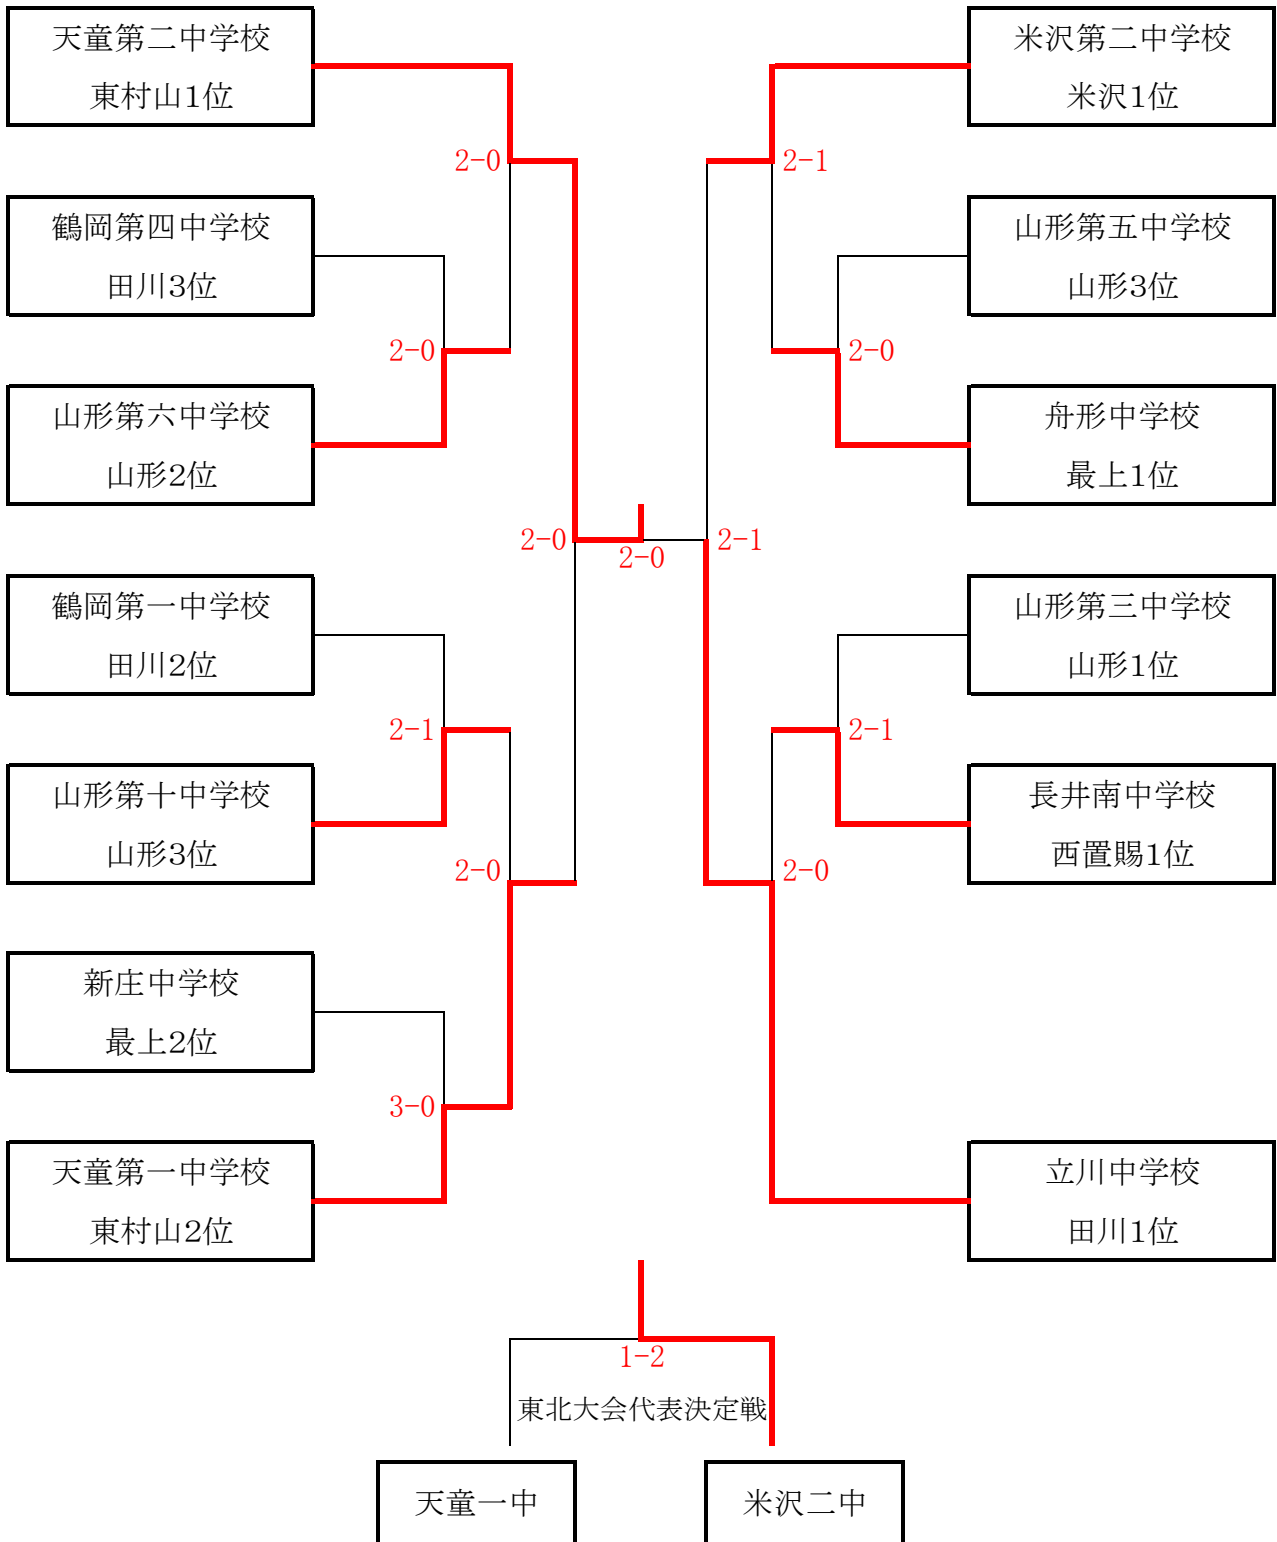 天童第二中学校
東村山1位
2-0
鶴岡第四中学校
田川3位
2-0
山形第六中学校
山形2位
2-0
鶴岡第一中学校
田川2位
2-1
山形第十中学校
山形3位
2-0
新庄中学校
最上2位
3-0
天童第一中学校
東村山2位
2-0
米沢第二中学校
米沢1位
2-1
山形第五中学校
山形3位
2-0
舟形中学校
最上1位
2-1
山形第三中学校
山形1位
2-1
長井南中学校
西置賜1位
2-0
立川中学校
田川1位
1-2
東北大会代表決定戦
天童一中
米沢二中